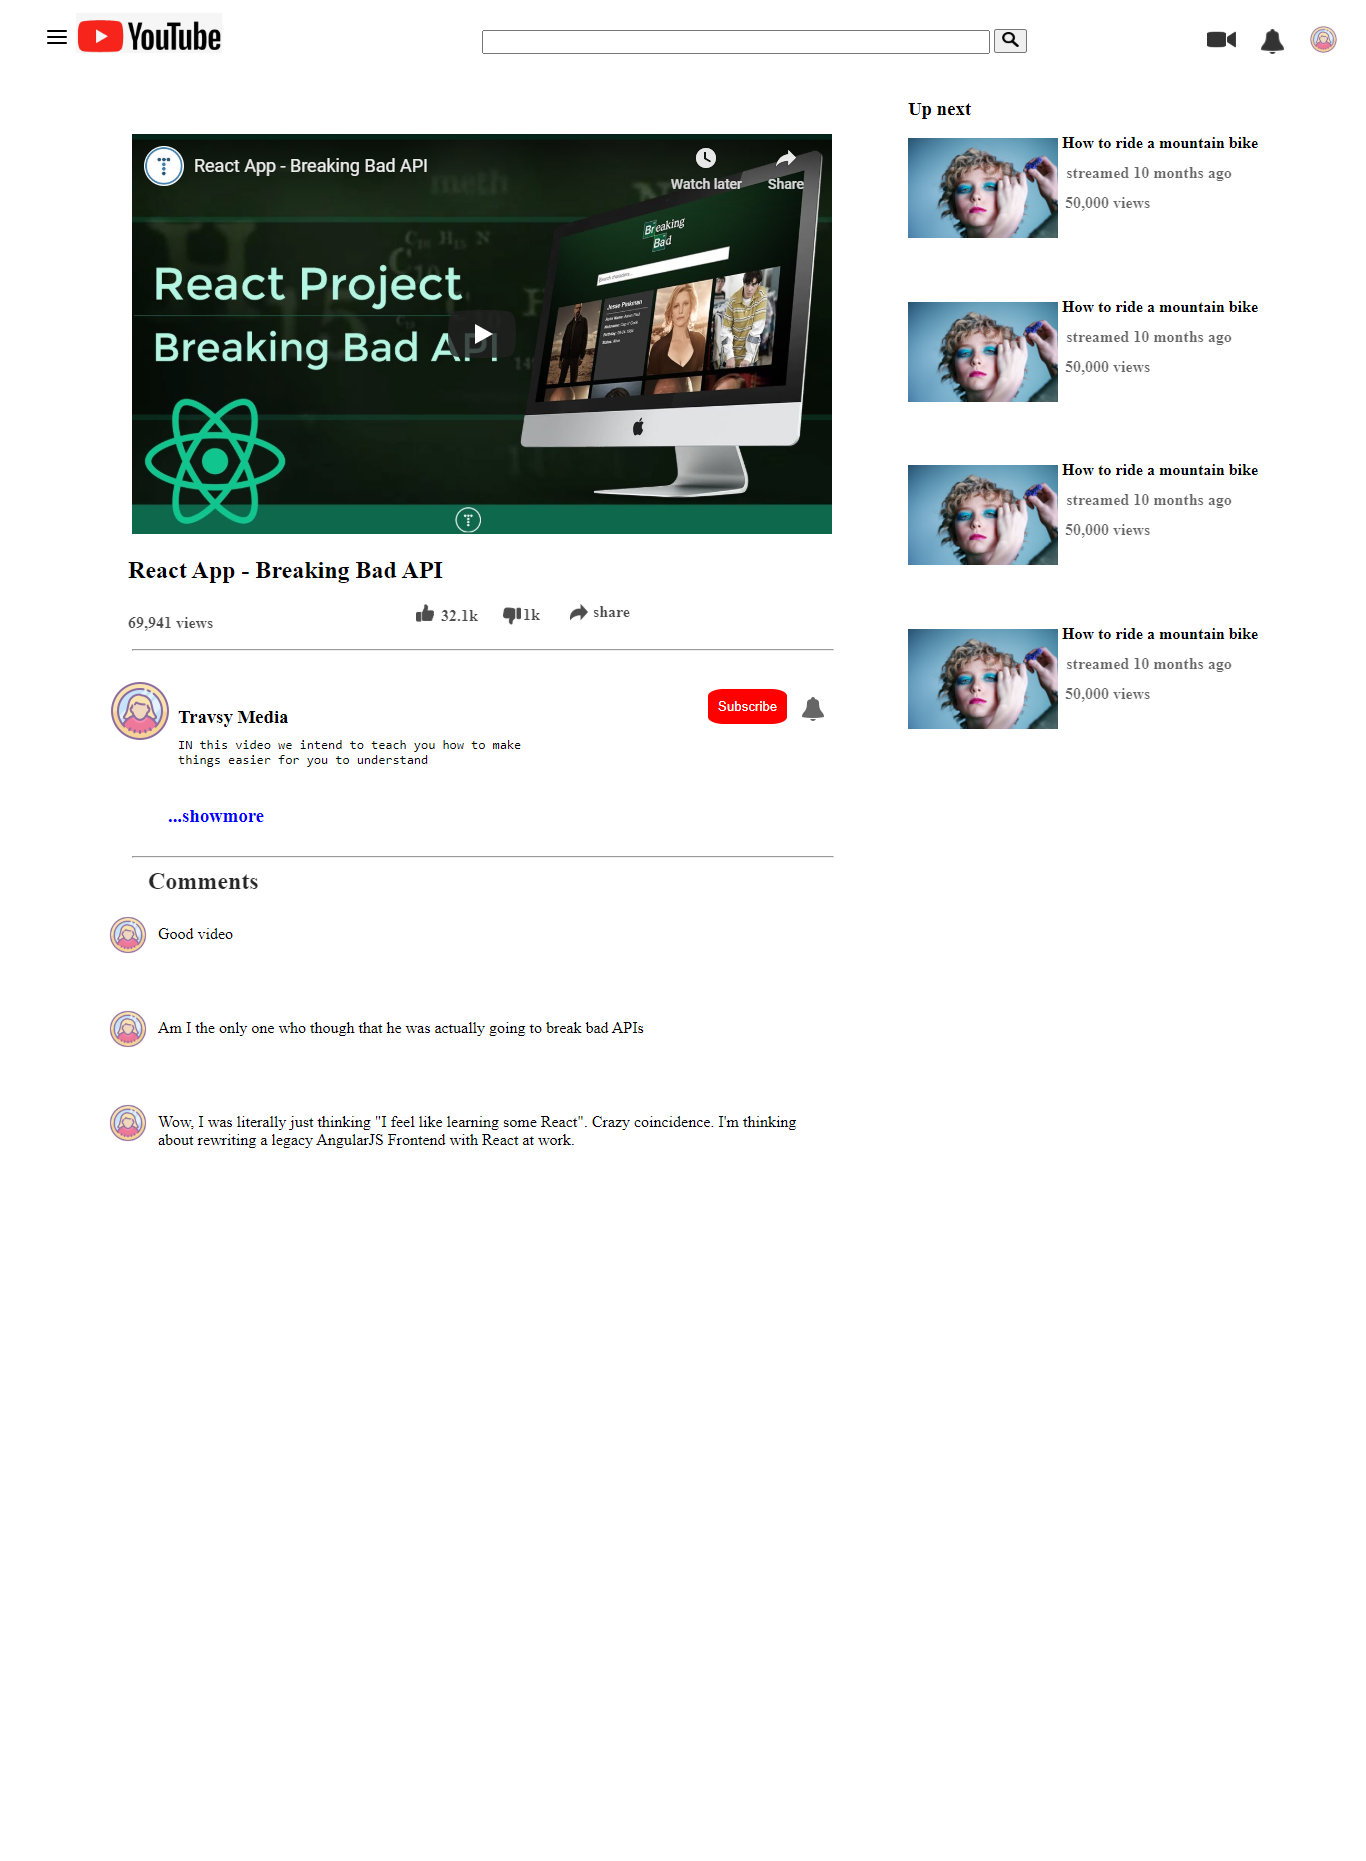 YouTube
React App - Breaking Bad API
Watch later
Share
meth
C₁₀ H₁₅ N
Breaking
Bad
Search characters...
Jesse Pinkman
React Project
Breaking Bad API
React App - Breaking Bad API
69,941 views
32.1k
1k
share
Travsy Media
Subscribe
IN this video we intend to teach you how to make
things easier for you to understand
...showmore
Comments
Good video
Am I the only one who though that he was actually going to break bad APIs
Wow, I was literally just thinking "I feel like learning some React". Crazy coincidence. I'm thinking
about rewriting a legacy AngularJS Frontend with React at work.
Up next
How to ride a mountain bike
streamed 10 months ago
50,000 views
How to ride a mountain bike
streamed 10 months ago
50,000 views
How to ride a mountain bike
streamed 10 months ago
50,000 views
How to ride a mountain bike
streamed 10 months ago
50,000 views